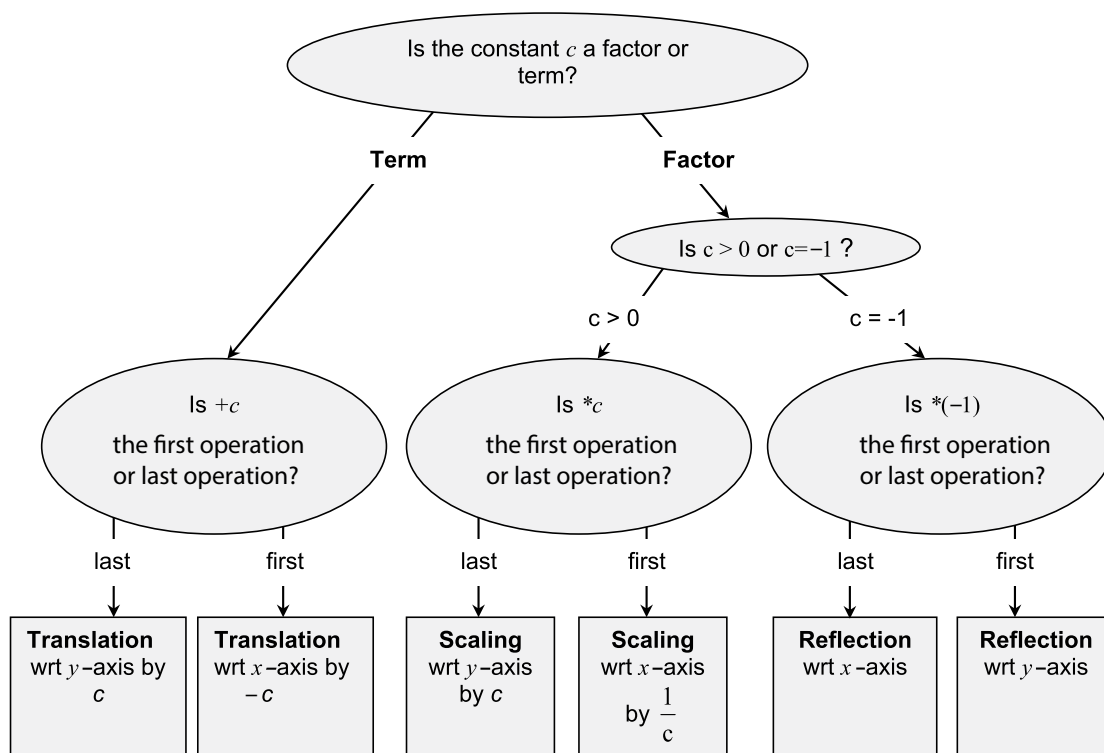 Is the constant c a factor or
term?
Term
Factor
Is c > 0 or c=−1 ?
c > 0
c = -1
Is +c
the first operation
or last operation?
Is *c
the first operation
or last operation?
Is *(−1)
the first operation
or last operation?
last
first
last
first
last
first
Translation
wrt y−axis by
c
Translation
wrt x−axis by
−c
Scaling
wrt y−axis
by c
Scaling
wrt x−axis
by 1/c
Reflection
wrt x−axis
Reflection
wrt y−axis